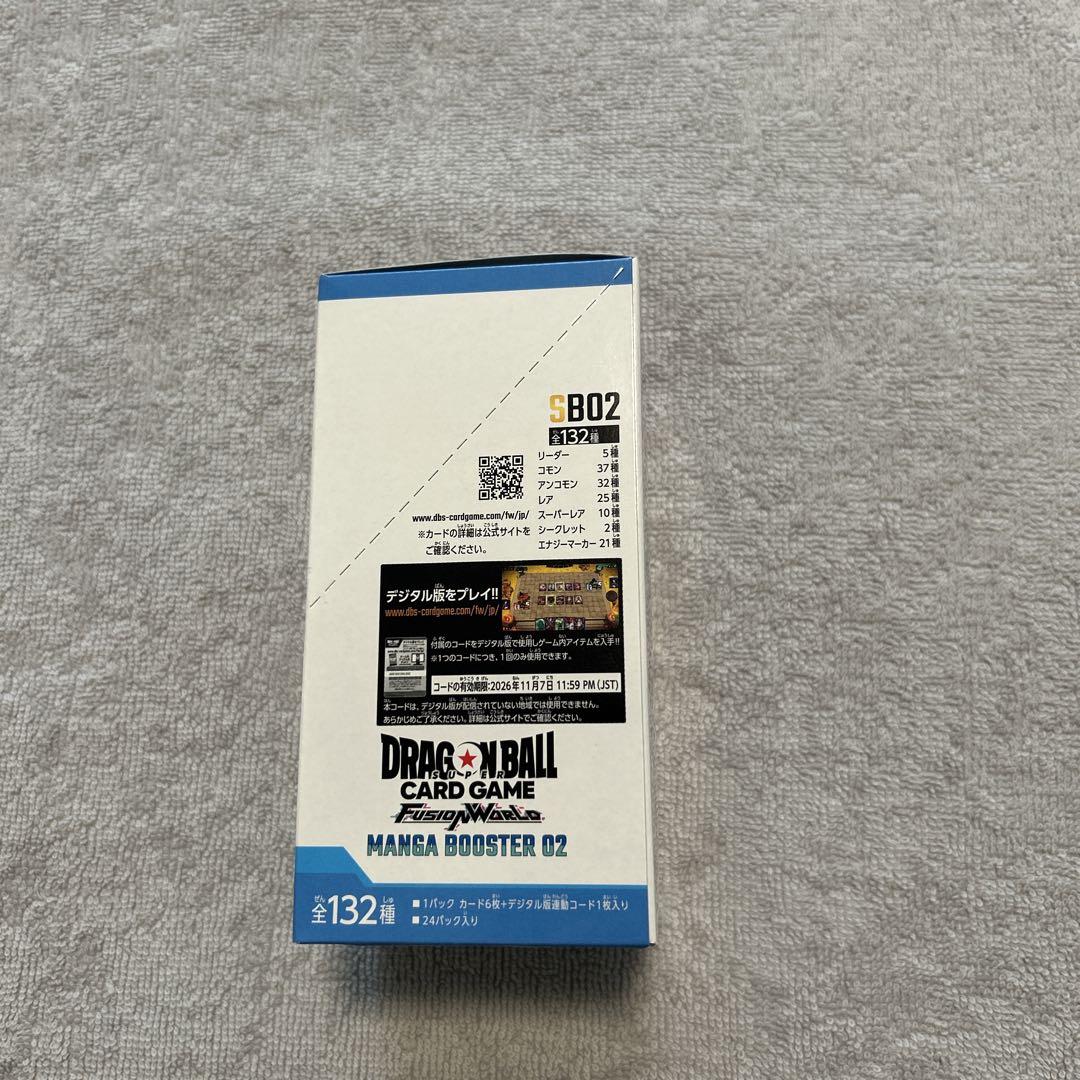 SB02
全132種
リーダー 5種
コモン 37種
アンコモン 32種
レア 25種
スーパーレア 10種
シークレット 2種
エナジーマーカー 21種
www.dbs-cardgame.com/fw/jp/
※カードの詳細は公式サイトを
ご確認ください。
デジタル版をプレイ!!
www.dbs-cardgame.com/fw/jp/
付属のコードをデジタル版で使用しゲーム内アイテムを入手!!
※1つのコードにつき、1回のみ使用できます。
コードの有効期限:2026年11月7日 11:59 PM (JST)
本コードは、デジタル版が配信されていない地域では使用できません。
あらかじめご了承ください。詳細は公式サイトでご確認ください。
DRAGON BALL
SUPER
CARD GAME
FUSION WORLD
MANGA BOOSTER 02
全132種
■1パック カード6枚+デジタル版連動コード1枚入り
■24パック入り